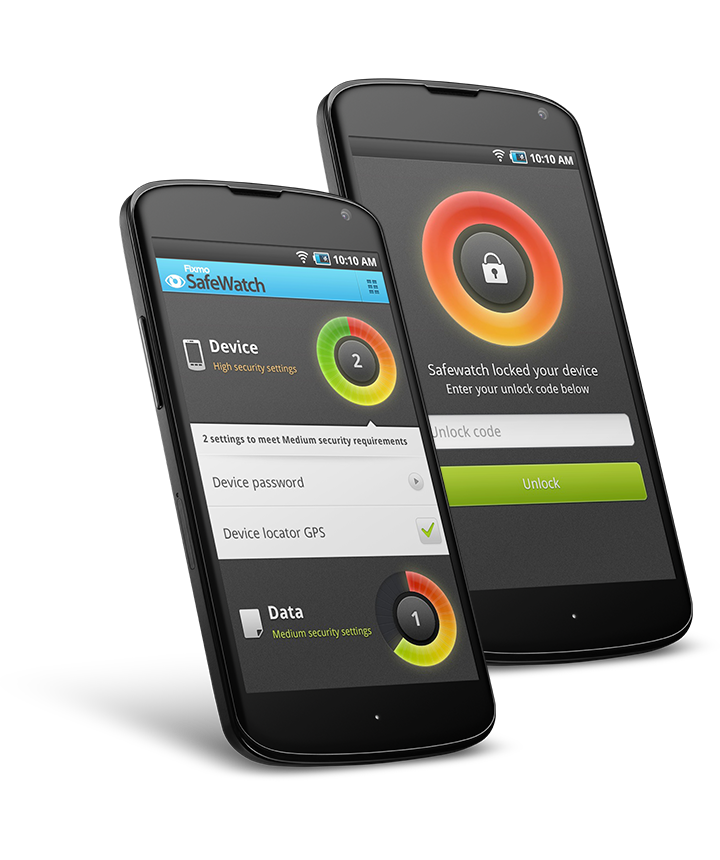 10:10 AM
Fixmo
SafeWatch
Device
High security settings
2
2 settings to meet Medium security requirements
Device password
Device locator GPS
Data
Medium security settings
1
10:10 AM
Safewatch locked your device
Enter your unlock code below
Unlock code
Unlock